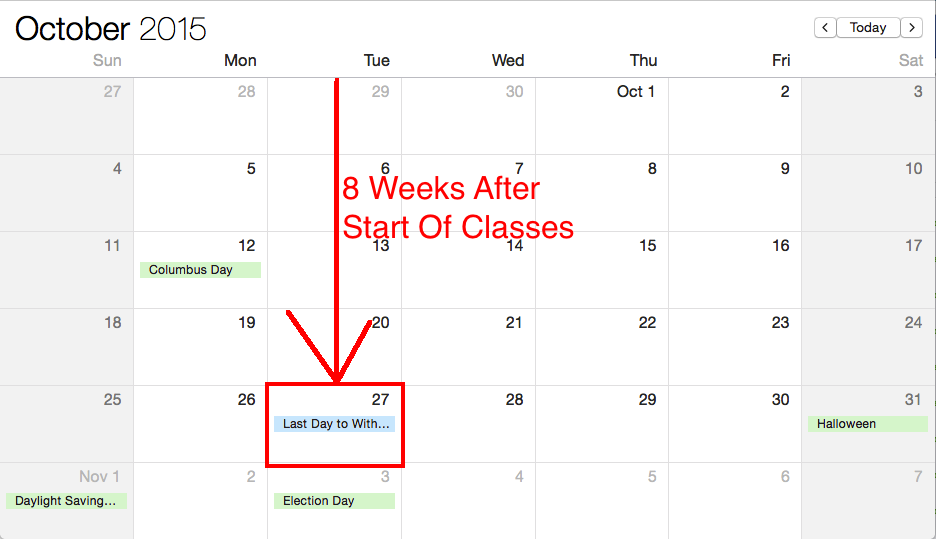 October 2015
< Today >
Sun Mon Tue Wed Thu Fri Sat
27 28 29 30 Oct 1 2 3
4 5 6 7 8 9 10
8 Weeks After
Start Of Classes
11 12 13 14 15 16 17
Columbus Day
18 19 20 21 22 23 24
25 26 27 28 29 30 31
Last Day to With... Halloween
Nov 1 2 3 4 5 6 7
Daylight Saving... Election Day